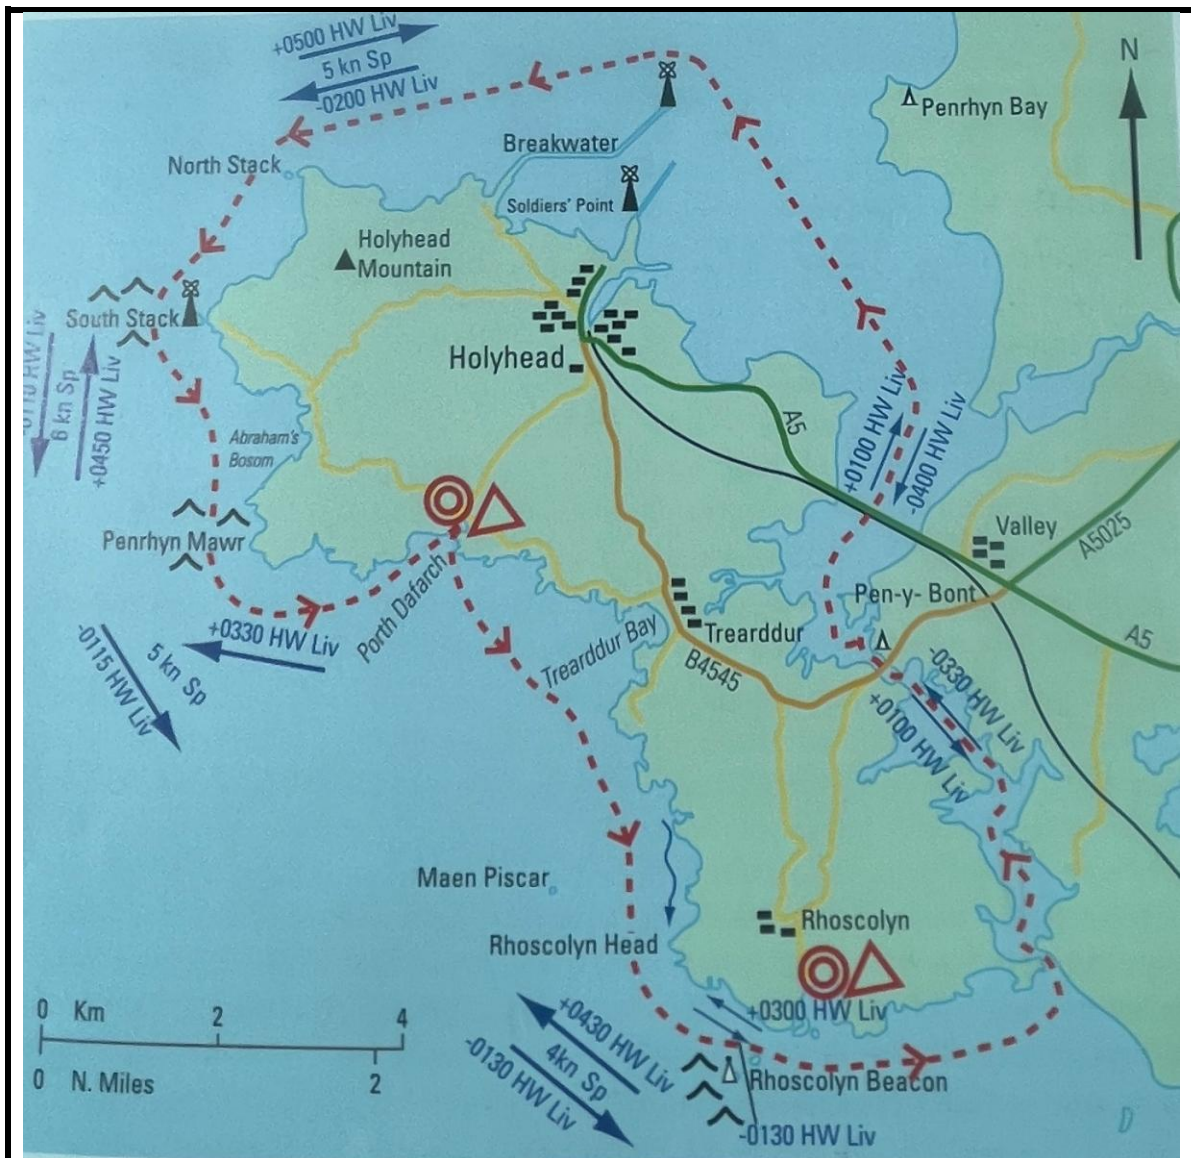 +0500 HW Liv
5 kn Sp
-0200 HW Liv
N
Penrhyn Bay
Breakwater
North Stack
Soldiers' Point
Holyhead
Mountain
South Stack
Holyhead
HW Liv
6 kn Sp
+0450 HW Liv
A5
+0100 HW Liv
-0400 HW Liv
Abraham's
Bosom
Penrhyn Mawr
Valley
A5025
Pen-y- Bont
Porth Dafarch
+0330 HW Liv
-0115 HW Liv
5 kn Sp
Trearddur Bay
Trearddur
B4545
A5
-0330 HW Liv
+0100 HW Liv
Maen Piscar
Rhoscolyn
Rhoscolyn Head
+0300 HW Liv
+0430 HW Liv
4kn Sp
-0130 HW Liv
Rhoscolyn Beacon
-0130 HW Liv
0 Km 2 4
0 N. Miles 2